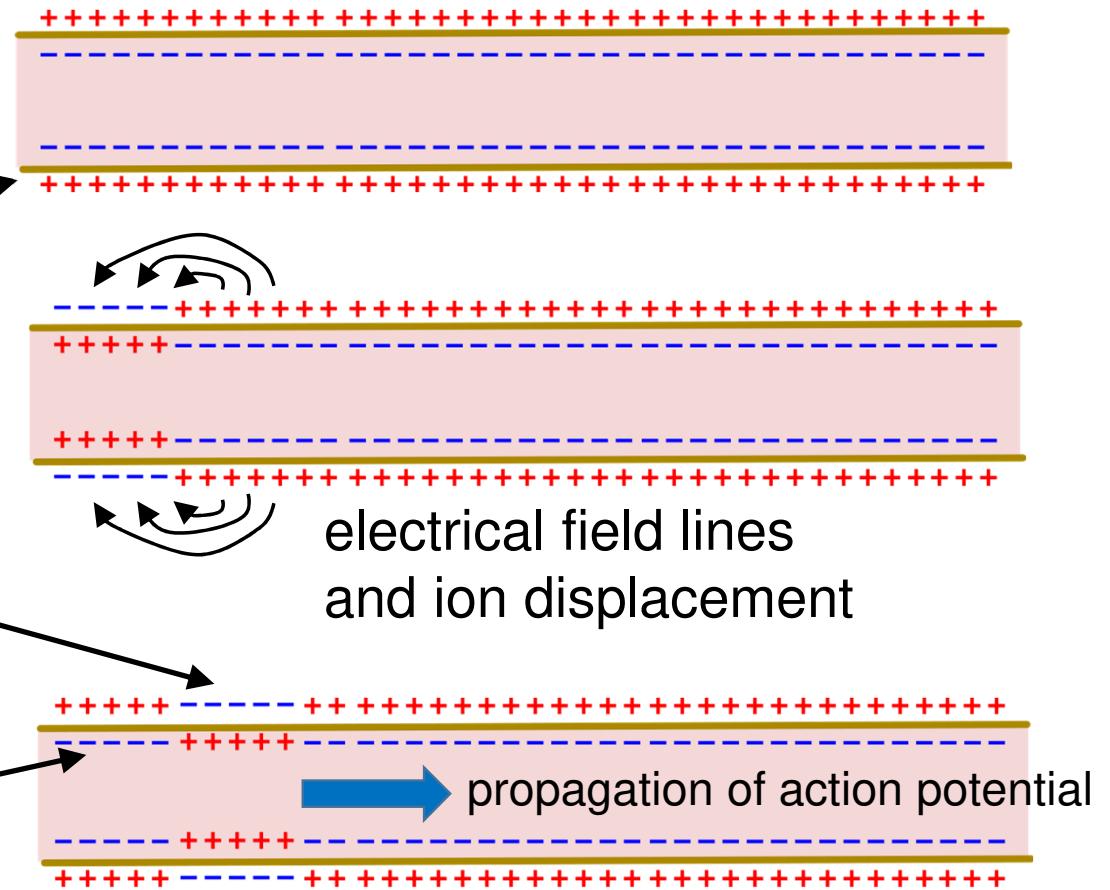 electrical field lines
and ion displacement
propagation of action potential